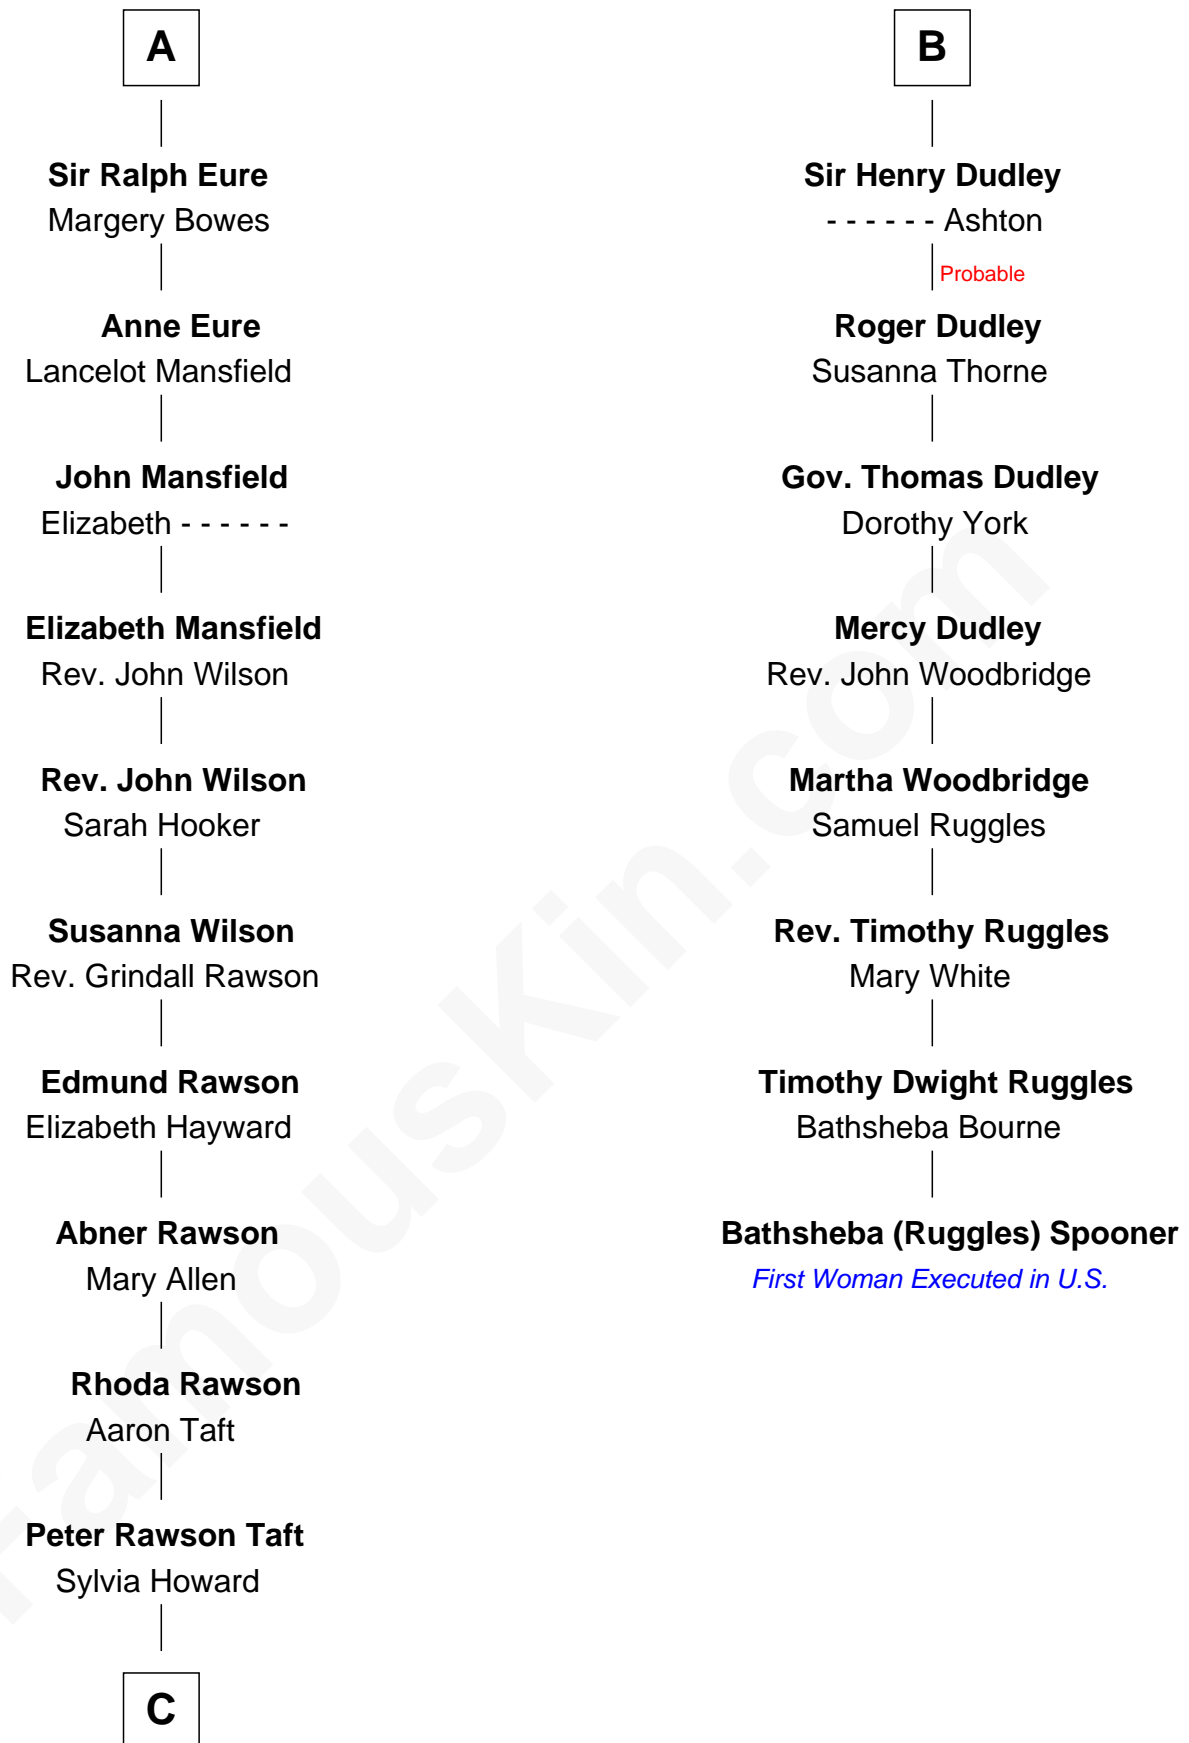 A
Sir Ralph Eure
Margery Bowes
Anne Eure
Lancelot Mansfield
John Mansfield
Elizabeth - - - - - -
Elizabeth Mansfield
Rev. John Wilson
Rev. John Wilson
Sarah Hooker
Susanna Wilson
Rev. Grindall Rawson
Edmund Rawson
Elizabeth Hayward
Abner Rawson
Mary Allen
Rhoda Rawson
Aaron Taft
Peter Rawson Taft
Sylvia Howard
C
B
Sir Henry Dudley
- - - - - - Ashton
Probable
Roger Dudley
Susanna Thorne
Gov. Thomas Dudley
Dorothy York
Mercy Dudley
Rev. John Woodbridge
Martha Woodbridge
Samuel Ruggles
Rev. Timothy Ruggles
Mary White
Timothy Dwight Ruggles
Bathsheba Bourne
Bathsheba (Ruggles) Spooner
First Woman Executed in U.S.
FamousKin.com